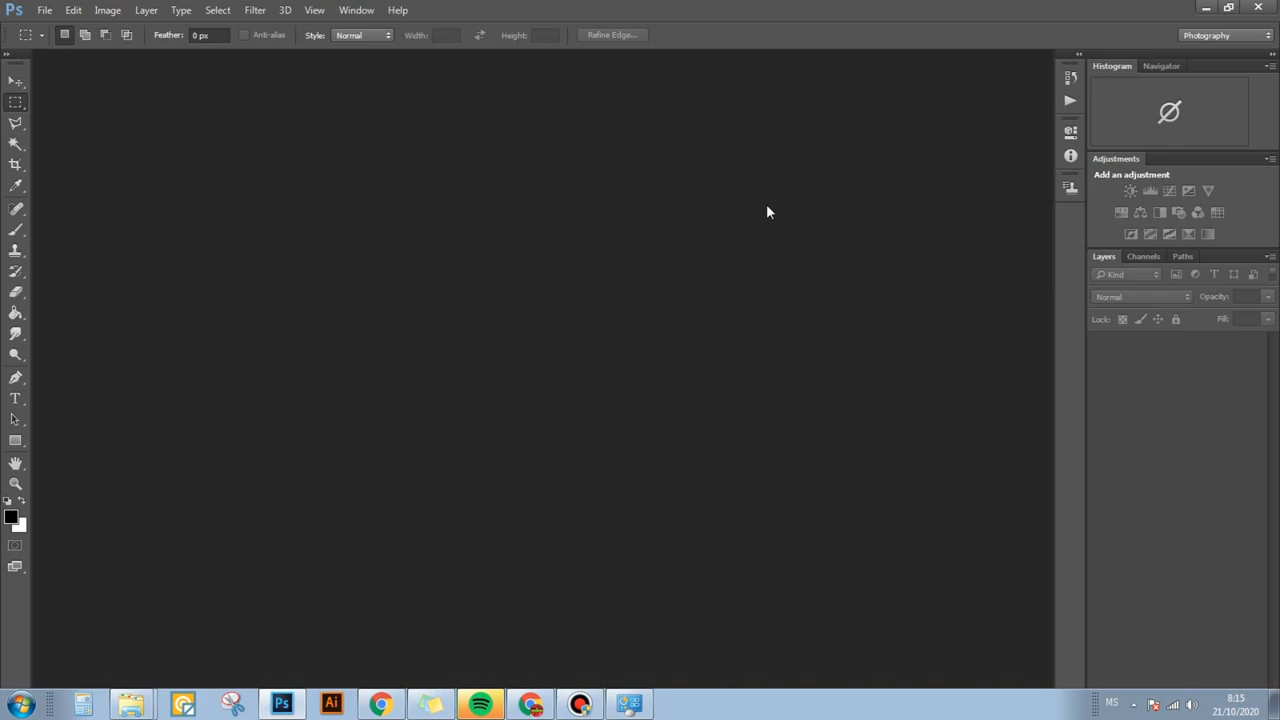 Ps File Edit Image Layer Type Select Filter 3D View Window Help
Feather: 0 px Anti-alias Style: Normal Width: Height: Refine Edge... Photography
Histogram Navigator
Adjustments
Add an adjustment
Layers Channels Paths
Kind
Normal Opacity:
Lock: Fill:
T
Ps Ai MS 8:15
21/10/2020